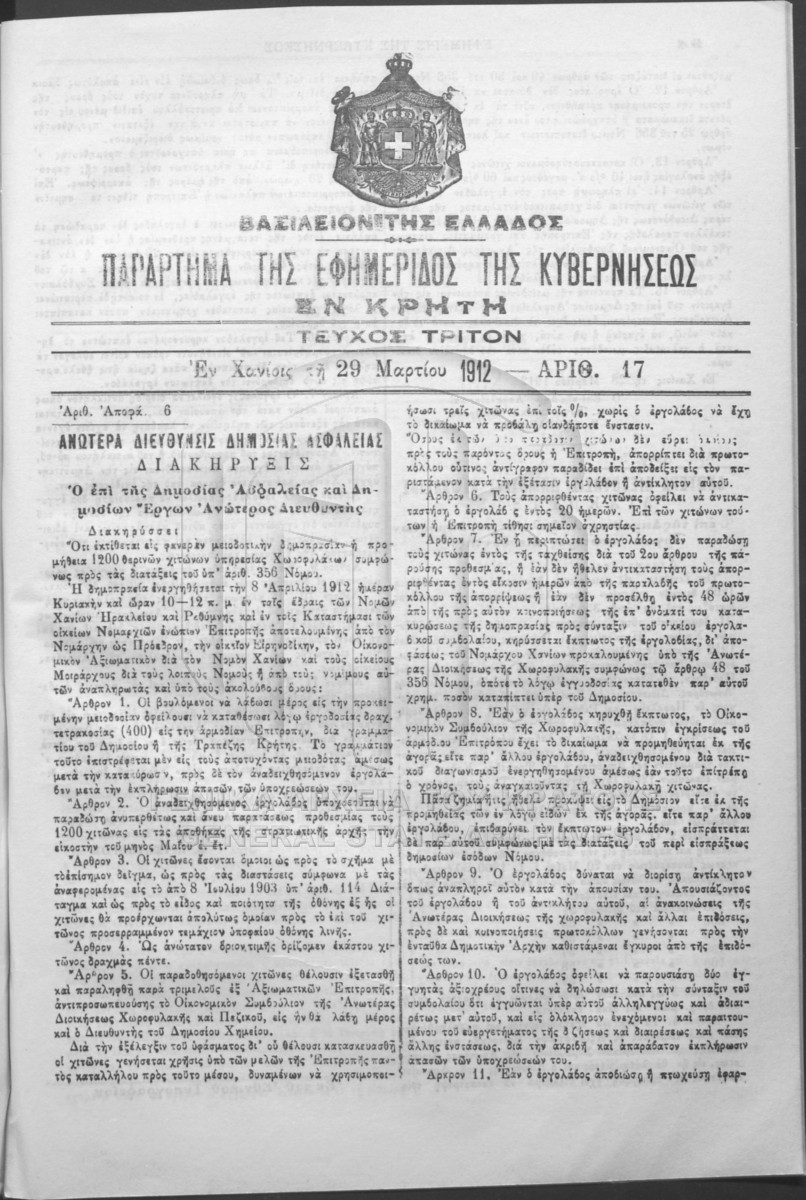 ΒΑΣΙΛΕΙΟΝ ΤΗΣ ΕΛΛΑΔΟΣ
ΠΑΡΑΡΤΗΜΑ ΤΗΣ ΕΦΗΜΕΡΙΔΟΣ ΤΗΣ ΚΥΒΕΡΝΗΣΕΩΣ
ΕΝ ΚΡΗΤΗ
ΤΕΥΧΟΣ ΤΡΙΤΟΝ
Ἐν Χανίοις τῇ 29 Μαρτίου 1912 — ΑΡΙΘ. 17
Ἀριθ. Ἀποφά. 6
ΑΝΩΤΕΡΑ ΔΙΕΥΘΥΝΣΙΣ ΔΗΜΟΣΙΑΣ ΑΣΦΑΛΕΙΑΣ
ΔΙΑΚΗΡΥΞΙΣ
Ὁ ἐπὶ τῆς Δημοσίας Ἀσφαλείας καὶ Δη-
μοσίων Ἔργων Ἀνώτερος Διευθυντὴς
Διακηρύσσει
Ὅτι ἐκτίθεται εἰς φανερὰν μειοδοτικὴν δημοπρασίαν ἡ προ-
μήθεια 1200 θερινῶν χιτώνων ὑπηρεσίας Χωροφυλάκων συμφώ-
νως πρὸς τὰς διατάξεις τοῦ ὑπ' ἀριθ. 356 Νόμου.
Ἡ δημοπρασία ἐνεργηθήσεται τὴν 8 Ἀπριλίου 1912 ἡμέραν
Κυριακὴν καὶ ὥραν 10—12 π. μ. ἐν ταῖς ἕδραις τῶν Νομῶν
Χανίων Ἡρακλείου καὶ Ρεθύμνης καὶ ἐν τοῖς Καταστήμασι τῶν
οἰκείων Νομαρχιῶν ἐνώπιον Ἐπιτροπῆς ἀποτελουμένης ἀπὸ τὸν
Νομάρχην ὡς Πρόεδρον, τὴν οἰκεῖον Εἰρηνοδίκην, τὸν Οἰκονο-
μικὸν Ἀξιωματικὸν διὰ τὸν Νομὸν Χανίων καὶ τοὺς οἰκείους
Μοιράρχους διὰ τοὺς λοιποὺς Νομοὺς ἢ ἀπὸ τοὺς νομίμους αὐ-
τῶν ἀναπληρωτὰς καὶ ὑπὸ τοὺς ἀκολούθους ὅρους:
Ἄρθρον 1. Οἱ βουλόμενοι νὰ λάβωσι μέρος εἰς τὴν προκει-
μένην μειοδοσίαν ὀφείλουσι νὰ καταθέσωσι λόγῳ ἐργοδοσίας δραχ.
τετρακοσίας (400) εἰς τὴν ἁρμοδίαν Ἐπιτροπὴν, διὰ γραμμα-
τίου τοῦ Δημοσίου ἢ τῆς Τραπέζης Κρήτης. Τὸ γραμμάτιον
τοῦτο ἐπιστρέφεται μὲν εἰς τοὺς ἀποτυχόντας μειοδότας ἀμέσως
μετὰ τὴν κατακύρωσιν, πρὸς δὲ τὸν ἀναδειχθησόμενον ἐργολά-
βον μετὰ τὴν ἐκπλήρωσιν ἁπασῶν τῶν ὑποχρεώσεών του.
Ἄρθρον 2. Ὁ ἀναδειχθησόμενος ἐργολάβος ὑποχρεοῦται νὰ
παραδώσῃ ἀνυπερθέτως καὶ ἄνευ παρατάσεως προθεσμίας τοὺς
1200 χιτῶνας εἰς τὰς ἀποθήκας τῆς στρατιωτικῆς ἀρχῆς τὴν
εἰκοστὴν τοῦ μηνὸς Μαΐου ἐ. ἔτ.
Ἄρθρον 3. Οἱ χιτῶνες ἔσονται ὅμοιοι ὡς πρὸς τὸ σχῆμα μὲ
τὸ ἐπίσημον δεῖγμα, ὡς πρὸς τὰς διαστάσεις σύμφωνα μὲ τὰς
ἀναφερομένας εἰς τὸ ἀπὸ 8 Ἰουλίου 1903 ὑπ' ἀριθ. 114 Διά-
ταγμα καὶ ὡς πρὸς τὸ εἶδος καὶ ποιότητα τῆς ὀθόνης ἐξ ἧς οἱ
χιτῶνες θὰ προέρχωνται ἀπολύτως ὁμοίαν πρὸς τὸ ἐπὶ τοῦ χι-
τῶνος προσερραμμένον τεμάχιον ὑποφαίου ὀθόνης λινῆς.
Ἄρθρον 4. Ὡς ἀνώτατον ὅριον τιμῆς ὁρίζομεν ἑκάστου χι-
τῶνος δραχμὰς πέντε.
Ἄρθρον 5. Οἱ παραδοθησόμενοι χιτῶνες θέλουσιν ἐξετασθῆ
καὶ παραληφθῆ παρὰ τριμελοῦς ἐξ Ἀξιωματικῶν Ἐπιτροπῆς,
ἀντιπροσωπευούσης τὸ Οἰκονομικὸν Συμβούλιον τῆς Ἀνωτέρας
Διοικήσεως Χωροφυλακῆς καὶ Πεζικοῦ, εἰς ἣν θὰ λάβῃ μέρος
καὶ ὁ Διευθυντὴς τοῦ Δημοσίου Χημείου.
Διὰ τὴν ἐξέλεγξιν τοῦ ὑφάσματος δι' οὗ θέλουσι κατασκευασθῆ
οἱ χιτῶνες γενήσεται χρῆσις ὑπὸ τῶν μελῶν τῆς Ἐπιτροπῆς παν-
τὸς καταλλήλου πρὸς τοῦτο μέσου, δυναμένων νὰ χρησιμοποι-
ήσωσι τρεῖς χιτῶνας ἐπὶ τοῖς %, χωρὶς ὁ ἐργολάβος νὰ ἔχῃ
τὸ δικαίωμα νὰ προβάλῃ οἱανδήποτε ἔνστασιν.
Ὅσους ἐκ τῶν χιτώνων δὲν εὕρει
πρὸς τοὺς παρόντας ὅρους ἡ Ἐπιτροπή, ἀπορρίπτει διὰ πρωτο-
κόλλου οὗτινος ἀντίγραφον παραδίδει ἐπὶ ἀποδείξει εἰς τὸν πα-
ριστάμενον κατὰ τὴν ἐξέτασιν ἐργολάβον ἢ ἀντίκλητον αὐτοῦ.
Ἄρθρον 6. Τοὺς ἀπορριφθέντας χιτῶνας ὀφείλει νὰ ἀντικα-
ταστήσῃ ὁ ἐργολάβος ἐντὸς 20 ἡμερῶν. Ἐπὶ τῶν χιτώνων τού-
των ἡ Ἐπιτροπὴ τίθησι σημεῖον ἀχρηστίας.
Ἄρθρον 7. Ἐν ᾗ περιπτώσει ὁ ἐργολάβος δὲν παραδώσῃ
τοὺς χιτῶνας ἐντὸς τῆς ταχθείσης διὰ τοῦ 2ου ἄρθρου τῆς πα-
ρούσης προθεσμίας, ἢ ἐὰν δὲν ἤθελεν ἀντικαταστήσῃ τοὺς ἀπορ-
ριφθέντας ἐντὸς εἴκοσιν ἡμερῶν ἀπὸ τῆς παραλαβῆς τοῦ πρωτο-
κόλλου τῆς ἀπορρίψεως ἢ ἐὰν δὲν προσέλθῃ ἐντὸς 48 ὡρῶν
ἀπὸ τῆς πρὸς αὐτὸν κοινοποιήσεως τῆς ἐπ' ὀνόματί του κατα-
κυρώσεως τῆς δημοπρασίας πρὸς σύνταξιν τοῦ οἰκείου ἐργολα-
βικοῦ συμβολαίου, κηρύσσεται ἔκπτωτος τῆς ἐργολαβίας, δι' ἀπο-
φάσεως τοῦ Νομάρχου Χανίων προκαλουμένης ὑπὸ τῆς Ἀνωτέ-
ρας Διοικήσεως τῆς Χωροφυλακῆς συμφώνως τῷ ἄρθρῳ 48 τοῦ
356 Νόμου, ὁπότε τὸ λόγῳ ἐγγυοδοσίας κατατεθὲν παρ' αὐτοῦ
χρημ. ποσὸν καταπίπτει ὑπὲρ τοῦ Δημοσίου.
Ἄρθρον 8. Ἐὰν ὁ ἐργολάβος κηρυχθῇ ἔκπτωτος, τὸ Οἰκο-
νομικὸν Συμβούλιον τῆς Χωροφυλακῆς, κατόπιν ἐγκρίσεως τοῦ
ἁρμοδίου Ἐπιτρόπου ἔχει τὸ δικαίωμα νὰ προμηθεύηται ἐκ τῆς
ἀγορᾶς εἴτε παρ' ἄλλου ἐργολάβου, ἀναδειχθησομένου διὰ τακτι-
κοῦ διαγωνισμοῦ ἐνεργηθησομένου ἀμέσως ἐὰν τοῦτο ἐπιτρέπῃ
ὁ χρόνος, τοὺς ἀναγκαιοῦντας τῇ Χωροφυλακῇ χιτῶνας.
Πᾶσα ζημία ἥτις ἤθελε προκύψει εἰς τὸ Δημόσιον εἴτε ἐκ τῆς
προμηθείας τῶν ἐν λόγῳ εἰδῶν ἐκ τῆς ἀγορᾶς, εἴτε παρ' ἄλλου
ἐργολάβου, ἐπιβαρύνει τὸν ἔκπτωτον ἐργολάβον, εἰσπράττεται
δὲ παρ' αὐτοῦ συμφώνως μὲ τὰς διατάξεις τοῦ περὶ εἰσπράξεως
δημοσίων ἐσόδων Νόμου.
Ἄρθρον 9. Ὁ ἐργολάβος δύναται νὰ διορίσῃ ἀντίκλητον
ὅπως ἀναπληροῖ αὐτὸν κατὰ τὴν ἀπουσίαν του. Ἀπουσιάζοντος
τοῦ ἐργολάβου ἢ τοῦ ἀντικλήτου αὐτοῦ, αἱ ἀνακοινώσεις τῆς
Ἀνωτέρας Διοικήσεως τῆς χωροφυλακῆς καὶ ἄλλαι ἐπιδόσεις,
πρὸς δὲ καὶ κοινοποιήσεις πρωτοκόλλων γενήσονται πρὸς τὴν
ἐνταῦθα Δημοτικὴν Ἀρχὴν καθιστάμεναι ἔγκυροι ἀπὸ τῆς ἐπιδό-
σεώς των.
Ἄρθρον 10. Ὁ ἐργολάβος ὀφείλει νὰ παρουσιάσῃ δύο ἐγ-
γυητὰς ἀξιοχρέους οἵτινες νὰ δηλώσωσι κατὰ τὴν σύνταξιν τοῦ
συμβολαίου ὅτι ἐγγυῶνται ὑπὲρ αὐτοῦ ἀλληλεγγύως καὶ ἀδιαι-
ρέτως μετ' αὐτοῦ, καὶ εἰς ὁλόκληρον ἐνεχόμενοι καὶ παραιτού-
μενοι τοῦ εὐεργετήματος τῆς διζήσεως καὶ διαιρέσεως καὶ πάσης
ἄλλης ἐνστάσεως, διὰ τὴν ἀκριβῆ καὶ ἀπαράβατον ἐκπλήρωσιν
ἁπασῶν τῶν ὑποχρεώσεών του.
Ἄρθρον 11. Ἐὰν ὁ ἐργολάβος ἀποβιώσῃ ἢ πτωχεύσῃ ἐφαρ-